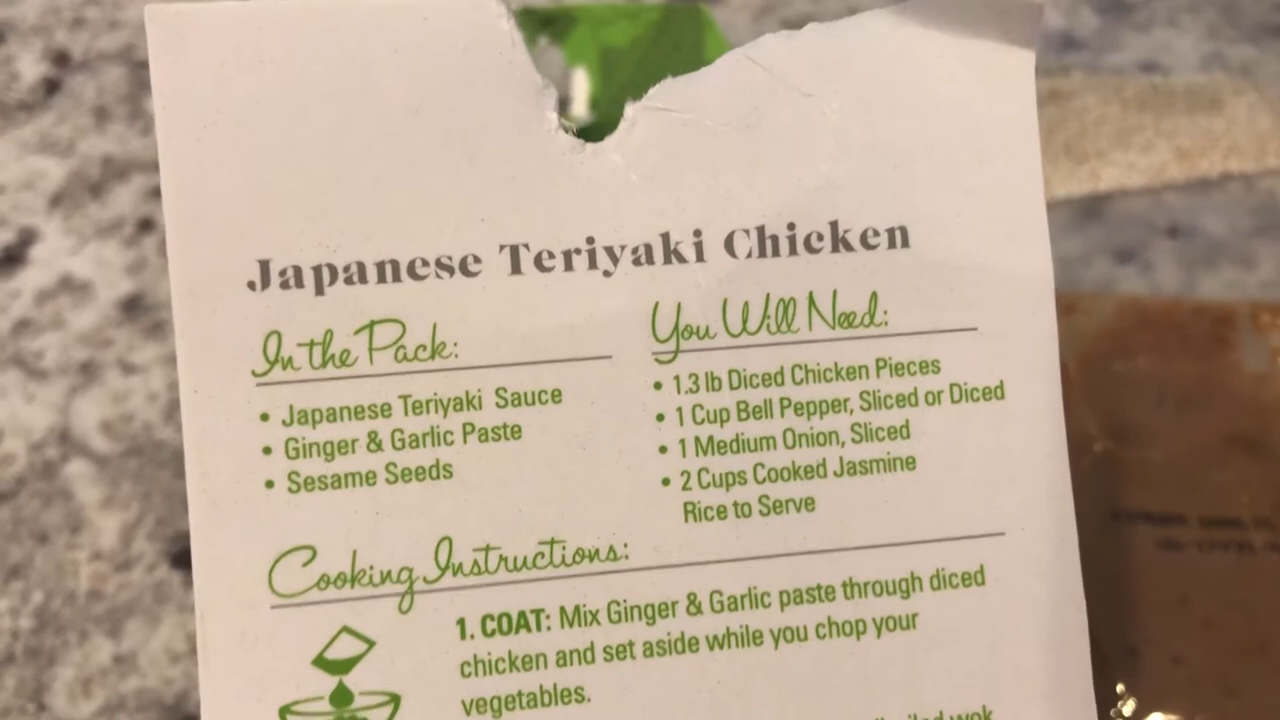 Japanese Teriyaki Chicken
In the Pack:
• Japanese Teriyaki Sauce
• Ginger & Garlic Paste
• Sesame Seeds
You Will Need:
• 1.3 lb Diced Chicken Pieces
• 1 Cup Bell Pepper, Sliced or Diced
• 1 Medium Onion, Sliced
• 2 Cups Cooked Jasmine
Rice to Serve
Cooking Instructions:
1. COAT: Mix Ginger & Garlic paste through diced
chicken and set aside while you chop your
vegetables.
wok